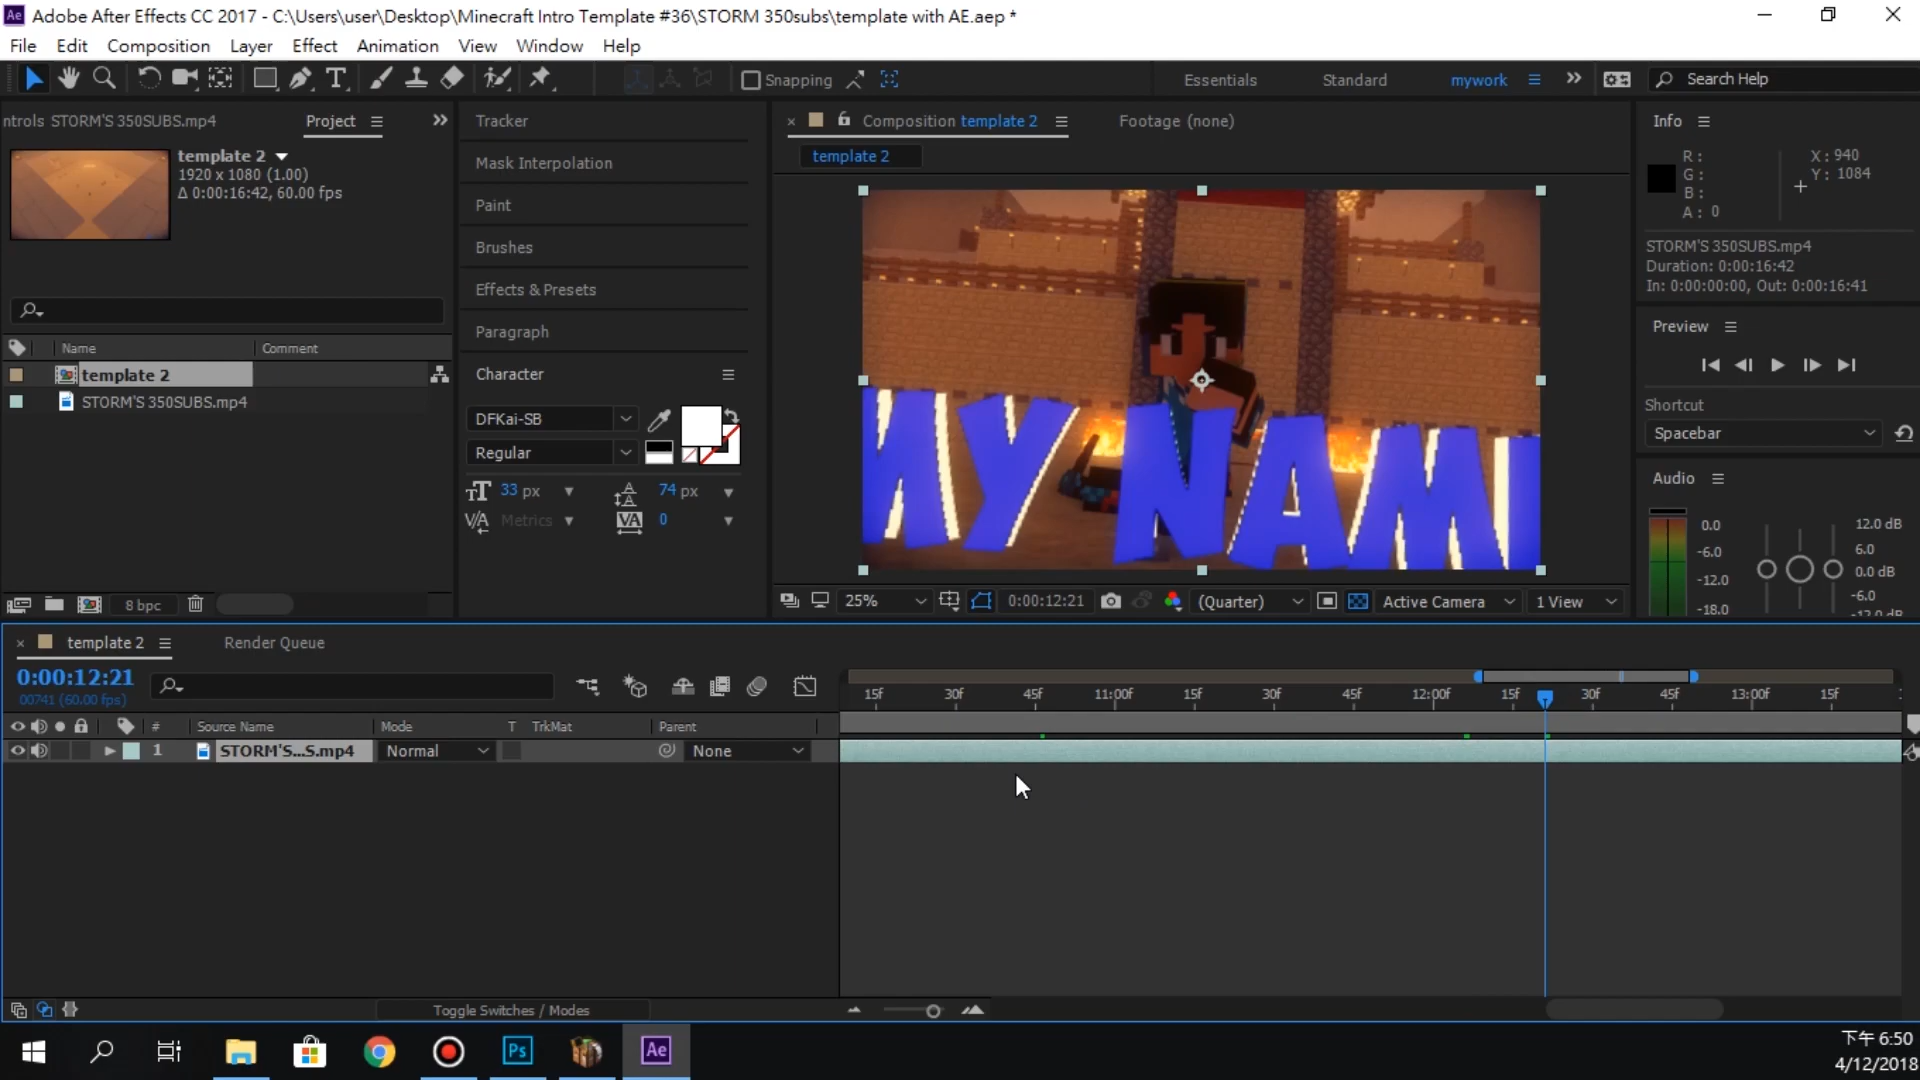 Ae Adobe After Effects CC 2017 - C:\Users\user\Desktop\Minecraft Intro Template #36\STORM 350subs\template with AE.aep *
File Edit Composition Layer Effect Animation View Window Help
Snapping Essentials Standard mywork Search Help
ntrols STORM'S 350SUBS.mp4 Project
template 2
1920 x 1080 (1.00)
Δ 0:00:16:42, 60.00 fps
Name Comment
template 2
STORM'S 350SUBS.mp4
8 bpc
Tracker
Mask Interpolation
Paint
Brushes
Effects & Presets
Paragraph
Character
DFKai-SB
Regular
33 px 74 px
Metrics 0
Composition template 2 Footage (none)
template 2
MY NAM
25% 0:00:12:21 (Quarter) Active Camera 1 View
Info
R: X: 940
G: Y: 1084
B:
A: 0
STORM'S 350SUBS.mp4
Duration: 0:00:16:42
In: 0:00:00:00, Out: 0:00:16:41
Preview
Shortcut
Spacebar
Audio
0.0 12.0 dB
-6.0 6.0
-12.0 0.0 dB
-18.0 -6.0
-12.0 dB
template 2 Render Queue
0:00:12:21
00741 (60.00 fps)
15f 30f 45f 11:00f 15f 30f 45f 12:00f 15f 30f 45f 13:00f 15f
# Source Name Mode T TrkMat Parent
1 STORM'S...S.mp4 Normal None
Toggle Switches / Modes
Ps Ae
下午 6:50
4/12/2018